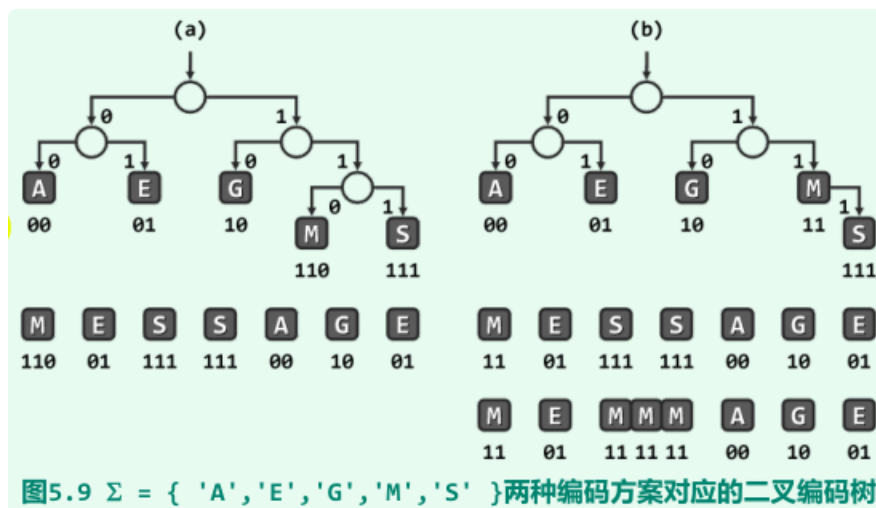 (a) (b)
0 1 0 1
0 1 0 1 0 1 0 1
A E G A E G M
00 01 10 0 1 00 01 10 11 1
M S S
110 111 111
M E S S A G E M E S S A G E
110 01 111 111 00 10 01 11 01 111 111 00 10 01
M E M M M A G E
11 01 11 11 11 00 10 01
图5.9 Σ = { 'A','E','G','M','S' }两种编码方案对应的二叉编码树